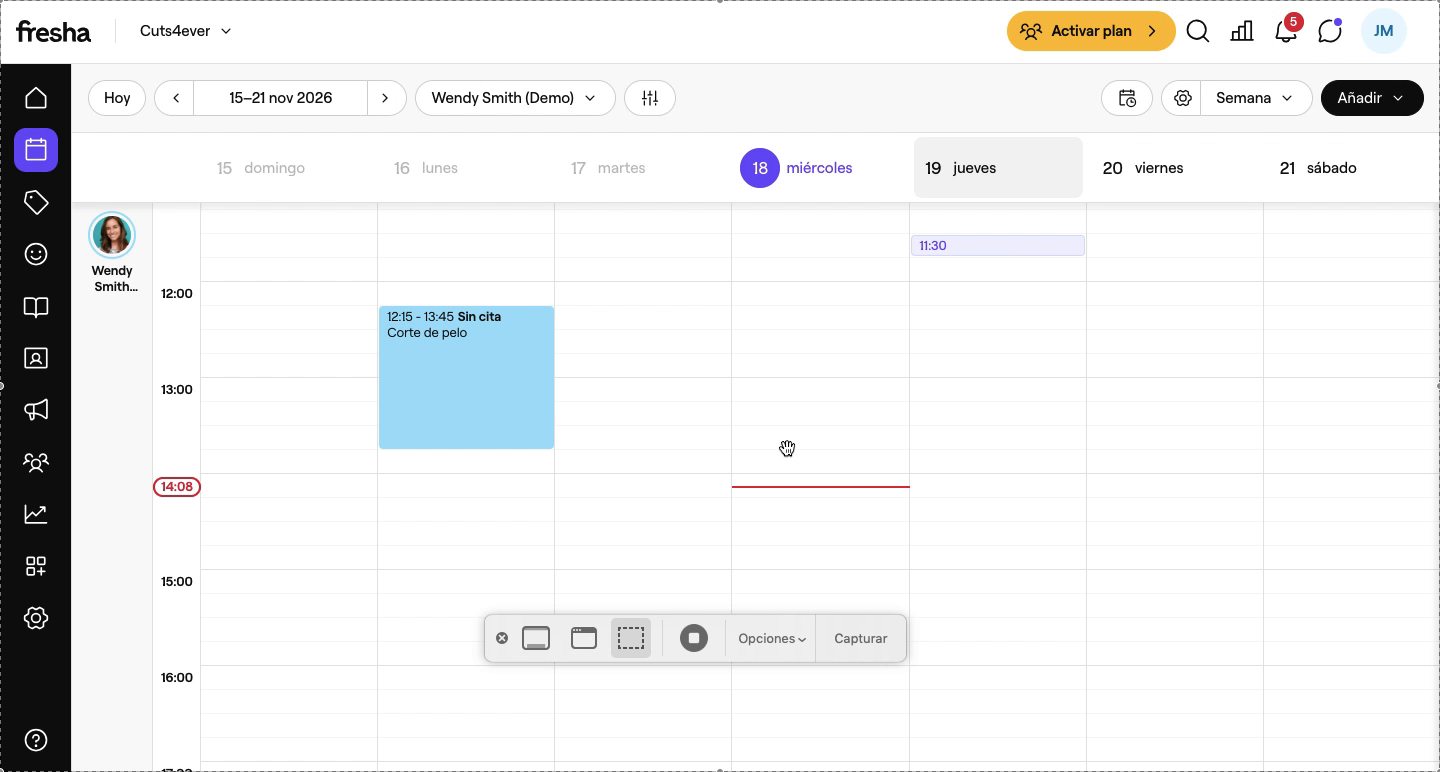 fresha
Cuts4ever
Activar plan
5
JM
Hoy
15–21 nov 2026
Wendy Smith (Demo)
Semana
Añadir
15 domingo
16 lunes
17 martes
18 miércoles
19 jueves
20 viernes
21 sábado
Wendy
Smith...
11:30
12:00
12:15 - 13:45 Sin cita
Corte de pelo
13:00
14:08
15:00
Opciones
Capturar
16:00